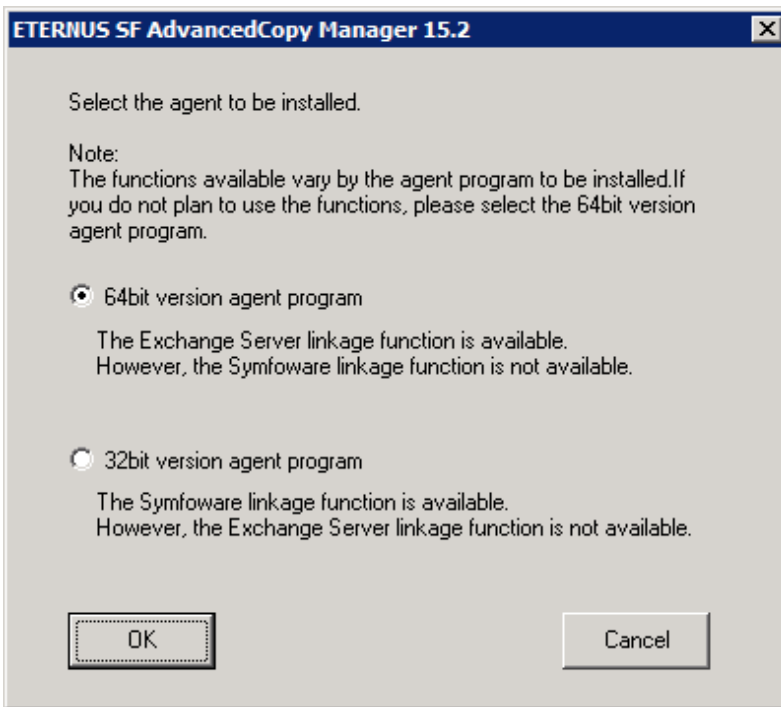 ETERNUS SF AdvancedCopy Manager 15.2
Select the agent to be installed.
Note:
The functions available vary by the agent program to be installed.If
you do not plan to use the functions, please select the 64bit version
agent program.
64bit version agent program
The Exchange Server linkage function is available.
However, the Symfoware linkage function is not available.
32bit version agent program
The Symfoware linkage function is available.
However, the Exchange Server linkage function is not available.
OK
Cancel